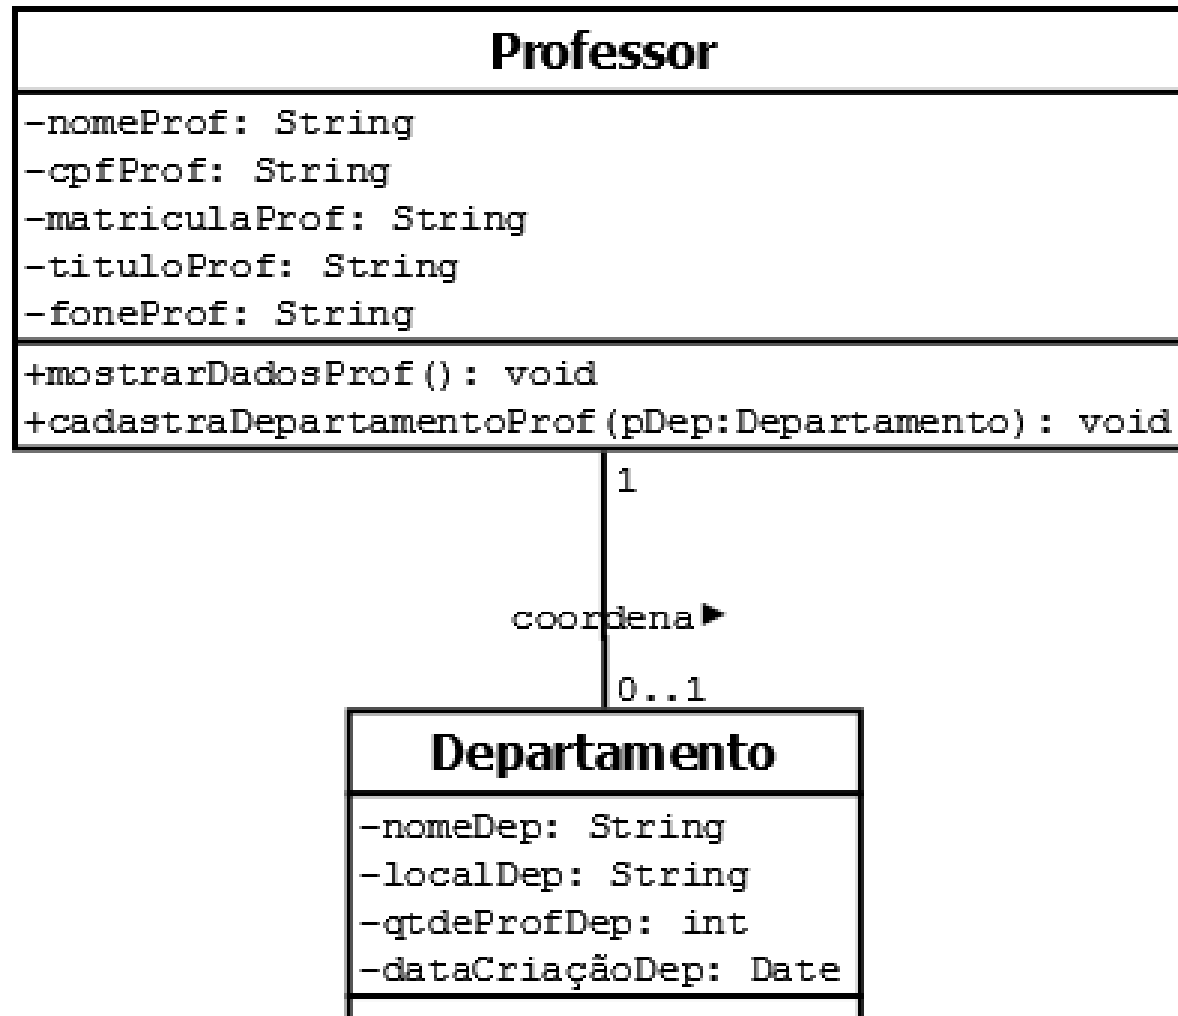 Professor
-nomeProf: String
-cpfProf: String
-matriculaProf: String
-tituloProf: String
-foneProf: String
+mostrarDadosProf(): void
+cadastraDepartamentoProf(pDep:Departamento): void
1
coordena►
0..1
Departamento
-nomeDep: String
-localDep: String
-qtdeProfDep: int
-dataCriaçãoDep: Date